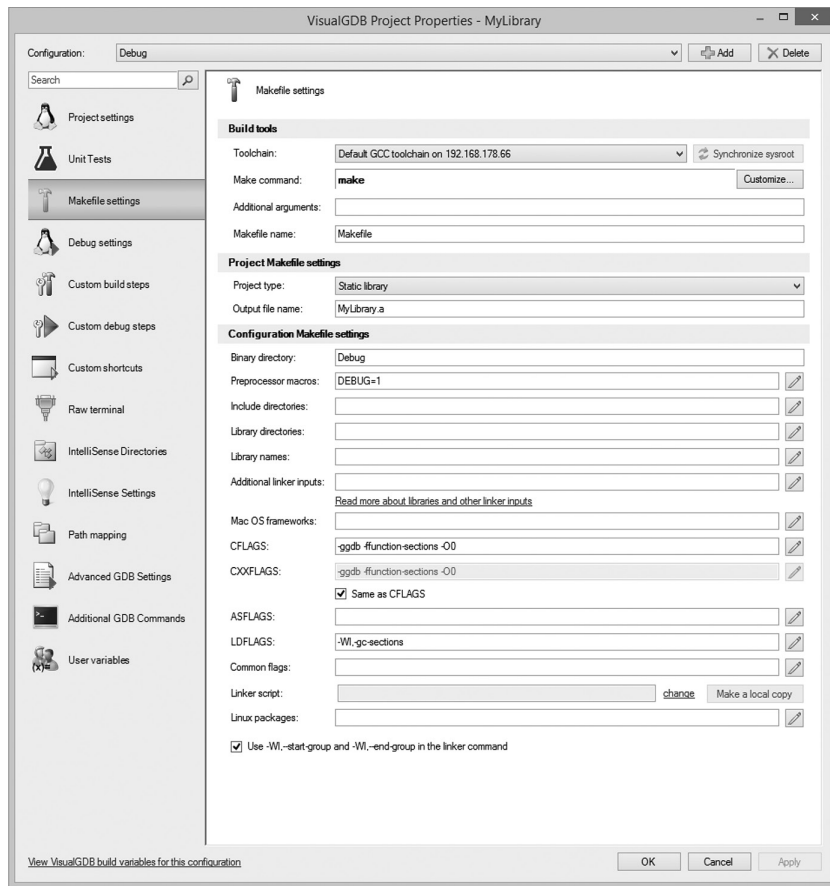 VisualGDB Project Properties - MyLibrary
Configuration: Debug Add Delete
Search
Project settings
Unit Tests
Makefile settings
Debug settings
Custom build steps
Custom debug steps
Custom shortcuts
Raw terminal
IntelliSense Directories
IntelliSense Settings
Path mapping
Advanced GDB Settings
Additional GDB Commands
User variables
Makefile settings
Build tools
Toolchain: Default GCC toolchain on 192.168.178.66 Synchronize sysroot
Make command: make Customize...
Additional arguments:
Makefile name: Makefile
Project Makefile settings
Project type: Static library
Output file name: MyLibrary.a
Configuration Makefile settings
Binary directory: Debug
Preprocessor macros: DEBUG=1
Include directories:
Library directories:
Library names:
Additional linker inputs:
Read more about libraries and other linker inputs
Mac OS frameworks:
CFLAGS: -ggdb -ffunction-sections -O0
CXXFLAGS: -ggdb -ffunction-sections -O0
Same as CFLAGS
ASFLAGS:
LDFLAGS: -Wl,-gc-sections
Common flags:
Linker script: change Make a local copy
Linux packages:
Use -Wl,--start-group and -Wl,--end-group in the linker command
View VisualGDB build variables for this configuration
OK Cancel Apply